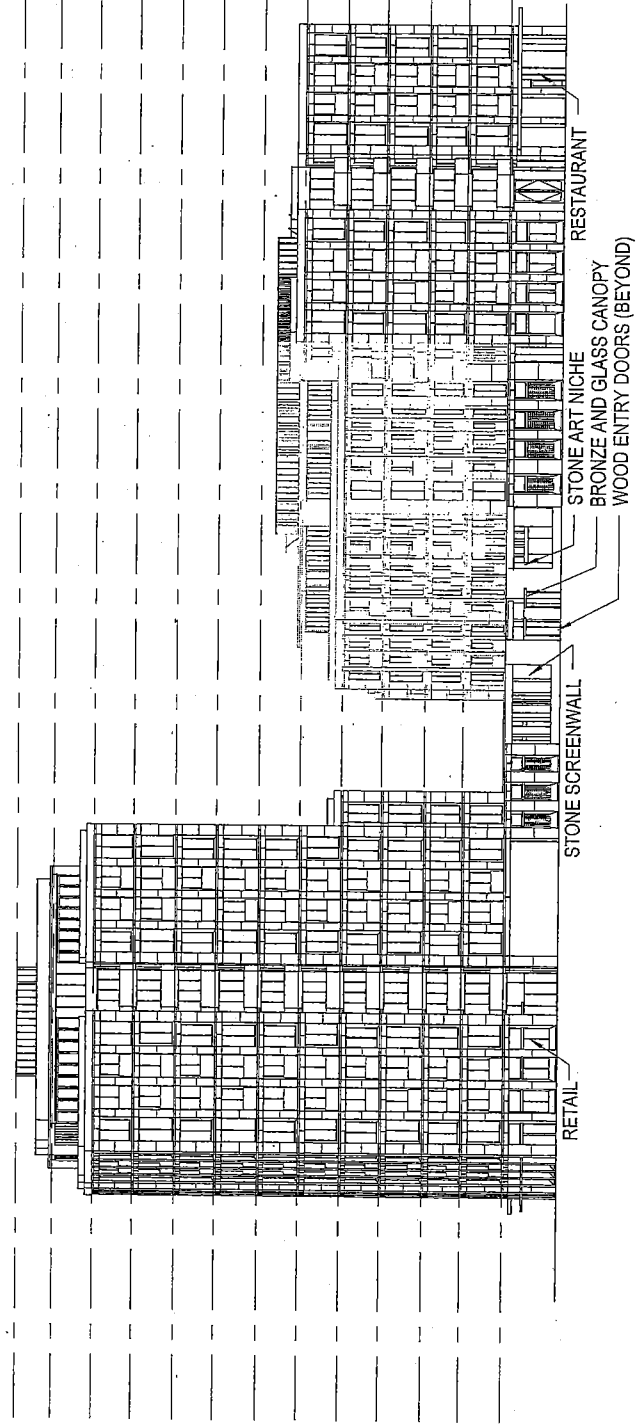 RETAIL
STONE SCREENWALL
STONE ART NICHE
BRONZE AND GLASS CANOPY
WOOD ENTRY DOORS (BEYOND)
RESTAURANT